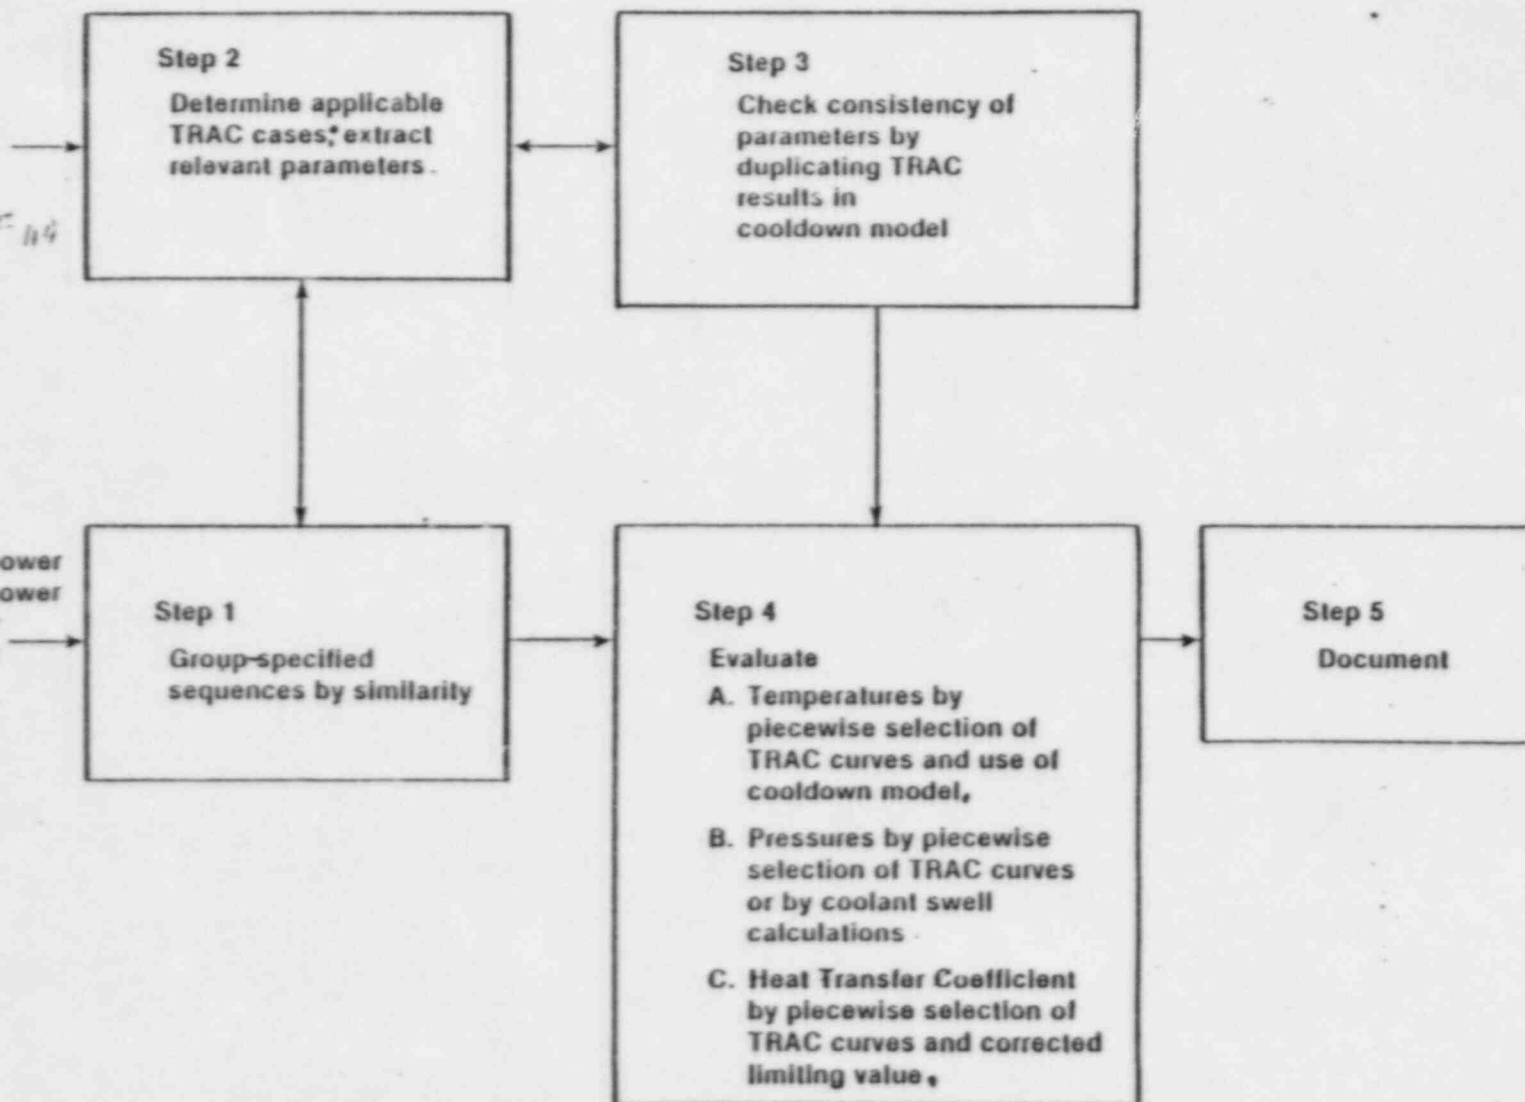 Step 2
Determine applicable
TRAC cases;* extract
relevant parameters
Step 3
Check consistency of
parameters by
duplicating TRAC
results in
cooldown model
ower
ower
Step 1
Group-specified
sequences by similarity
Step 4
Evaluate
A. Temperatures by
piecewise selection of
TRAC curves and use of
cooldown model,
B. Pressures by piecewise
selection of TRAC curves
or by coolant swell
calculations
C. Heat Transfer Coefficient
by piecewise selection of
TRAC curves and corrected
limiting value,
Step 5
Document